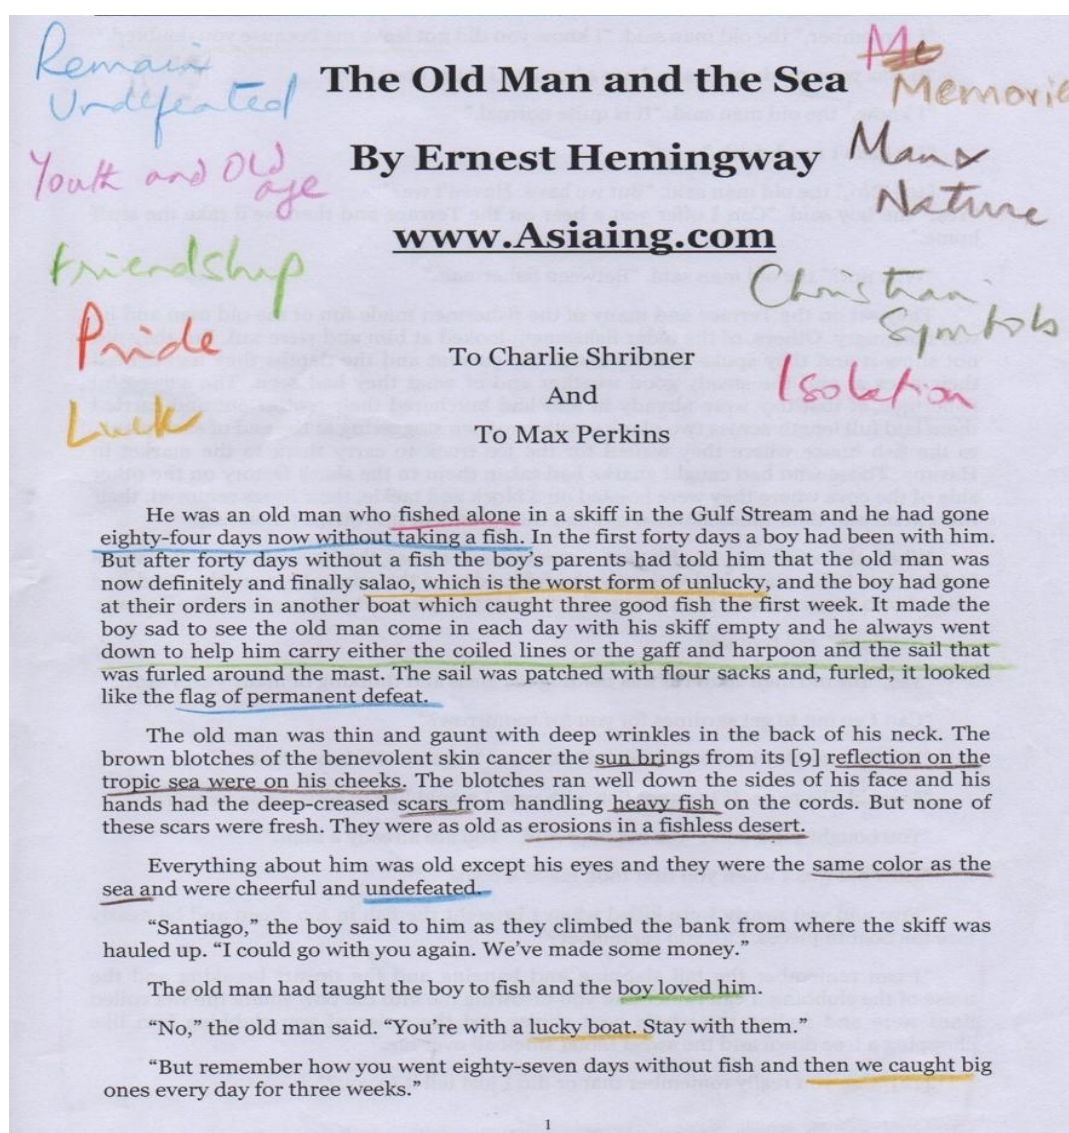 Remain
Undefeated
Youth and Old
age
Friendship
Pride
Luck
Memorie
Man &
Nature
Christian
Symbols
Isolation
The Old Man and the Sea
By Ernest Hemingway
www.Asiaing.com
To Charlie Shribner
And
To Max Perkins
He was an old man who fished alone in a skiff in the Gulf Stream and he had gone
eighty-four days now without taking a fish. In the first forty days a boy had been with him.
But after forty days without a fish the boy's parents had told him that the old man was
now definitely and finally salao, which is the worst form of unlucky, and the boy had gone
at their orders in another boat which caught three good fish the first week. It made the
boy sad to see the old man come in each day with his skiff empty and he always went
down to help him carry either the coiled lines or the gaff and harpoon and the sail that
was furled around the mast. The sail was patched with flour sacks and, furled, it looked
like the flag of permanent defeat.
The old man was thin and gaunt with deep wrinkles in the back of his neck. The
brown blotches of the benevolent skin cancer the sun brings from its [9] reflection on the
tropic sea were on his cheeks. The blotches ran well down the sides of his face and his
hands had the deep-creased scars from handling heavy fish on the cords. But none of
these scars were fresh. They were as old as erosions in a fishless desert.
Everything about him was old except his eyes and they were the same color as the
sea and were cheerful and undefeated.
“Santiago,” the boy said to him as they climbed the bank from where the skiff was
hauled up. “I could go with you again. We’ve made some money.”
The old man had taught the boy to fish and the boy loved him.
“No,” the old man said. “You’re with a lucky boat. Stay with them.”
“But remember how you went eighty-seven days without fish and then we caught big
ones every day for three weeks.”
1